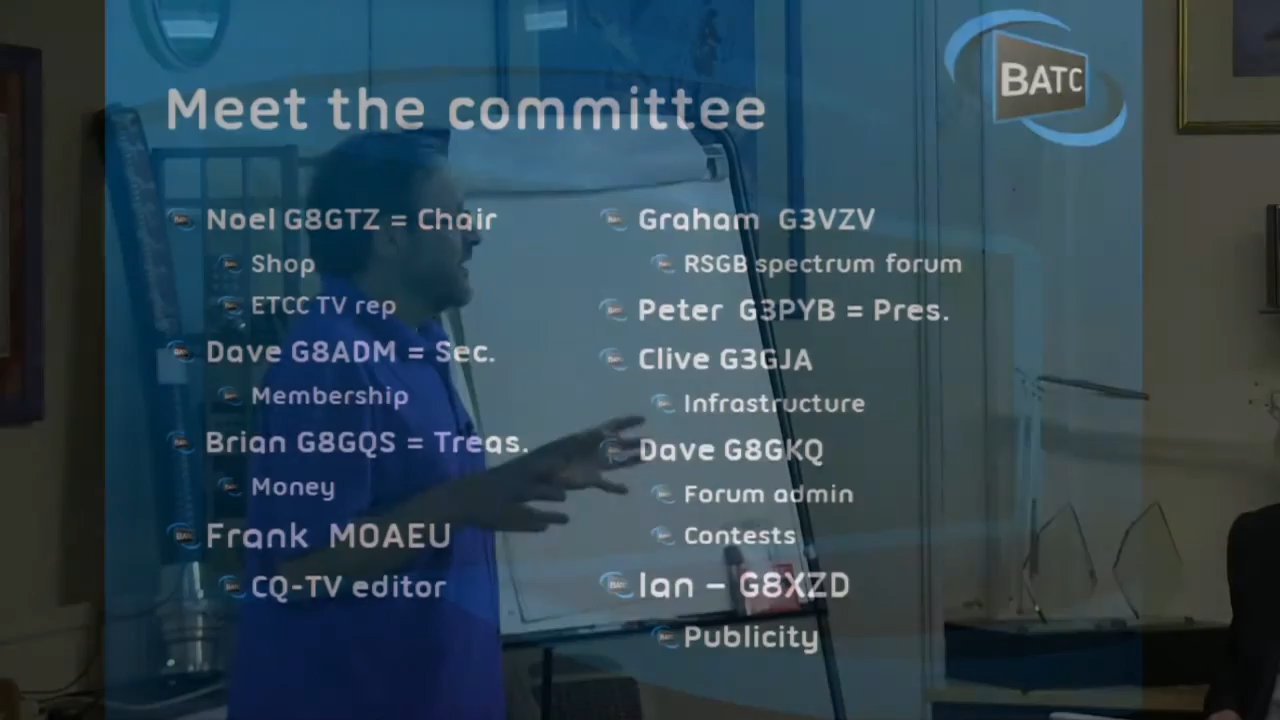 BATC
Meet the committee
Noel G8GTZ = Chair
Shop
ETCC TV rep
Dave G8ADM = Sec.
Membership
Brian G8GQS = Treas.
Money
Frank M0AEU
CQ-TV editor
Graham G3VZV
RSGB spectrum forum
Peter G3PYB = Pres.
Clive G3GJA
Infrastructure
Dave G8GKQ
Forum admin
Contests
Ian – G8XZD
Publicity